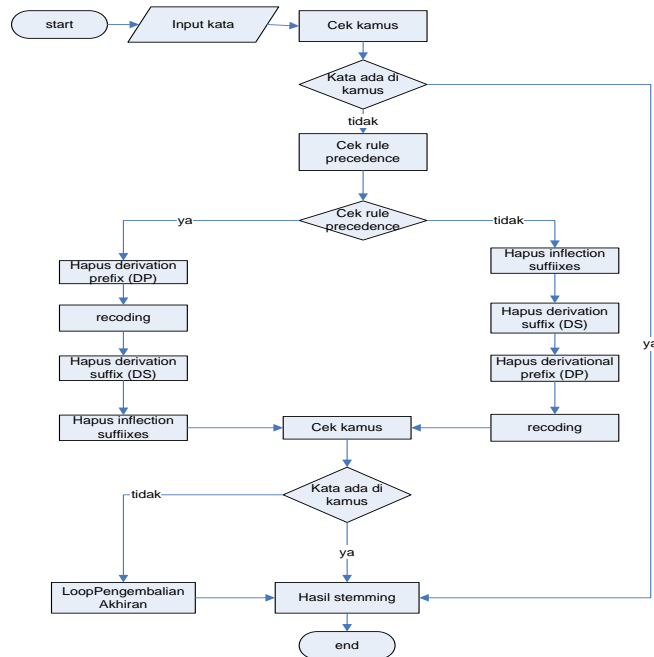 start
Input kata
Cek kamus
Kata ada di
kamus
tidak
Cek rule
precedence
Cek rule
precedence
ya
tidak
Hapus derivation
prefix (DP)
recoding
Hapus derivation
suffix (DS)
Hapus inflection
suffiixes
Hapus inflection
suffiixes
Hapus derivation
suffix (DS)
Hapus derivational
prefix (DP)
recoding
ya
Cek kamus
Kata ada di
kamus
tidak
ya
LoopPengembalian
Akhiran
Hasil stemming
end